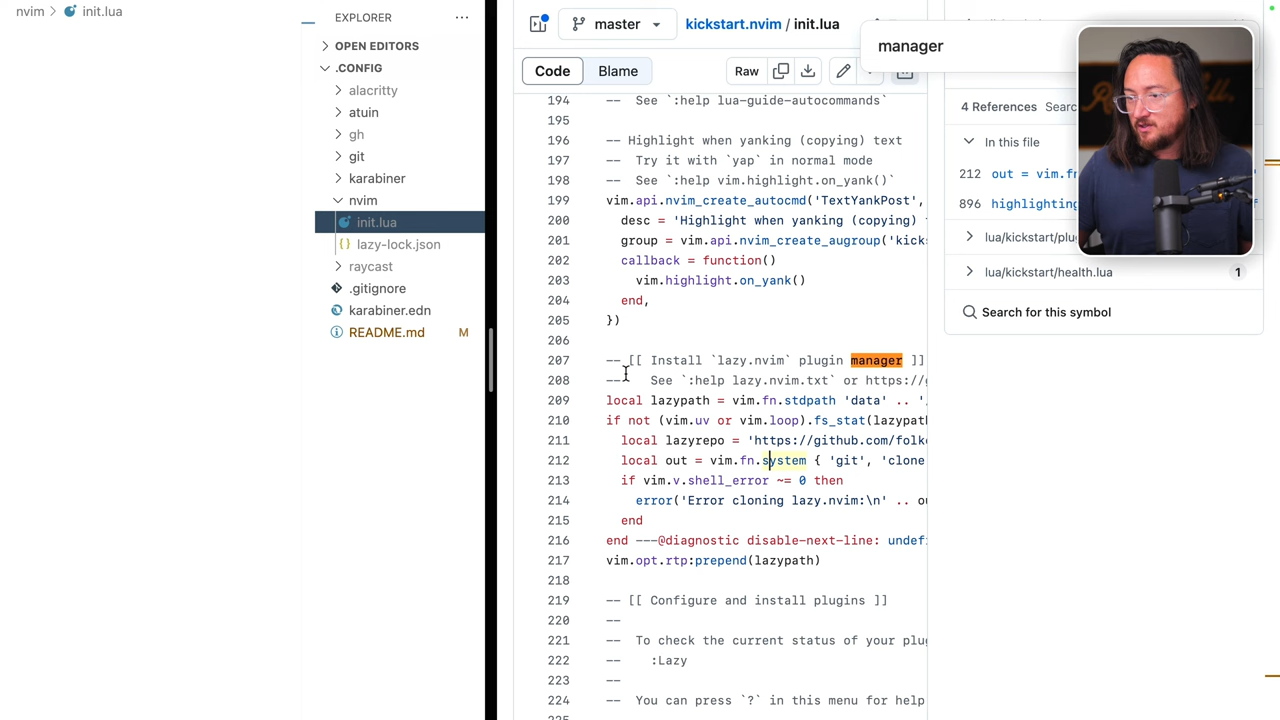 nvim > init.lua
EXPLORER
OPEN EDITORS
.CONFIG
alacritty
atuin
gh
git
karabiner
nvim
init.lua
{ } lazy-lock.json
raycast
.gitignore
karabiner.edn
README.md M
master
kickstart.nvim / init.lua
Code Blame Raw
194 -- See `:help lua-guide-autocommands`
195
196 -- Highlight when yanking (copying) text
197 --  Try it with `yap` in normal mode
198 --  See `:help vim.highlight.on_yank()`
199 vim.api.nvim_create_autocmd('TextYankPost',
200   desc = 'Highlight when yanking (copying)
201   group = vim.api.nvim_create_augroup('kicks
202   callback = function()
203     vim.highlight.on_yank()
204   end,
205 })
206
207 -- [[ Install `lazy.nvim` plugin manager ]]
208 --    See `:help lazy.nvim.txt` or https://g
209 local lazypath = vim.fn.stdpath 'data' .. '
210 if not (vim.uv or vim.loop).fs_stat(lazypath
211   local lazyrepo = 'https://github.com/folke
212   local out = vim.fn.system { 'git', 'clone
213   if vim.v.shell_error ~= 0 then
214     error('Error cloning lazy.nvim:\n' .. ou
215   end
216 end ---@diagnostic disable-next-line: undefi
217 vim.opt.rtp:prepend(lazypath)
218
219 -- [[ Configure and install plugins ]]
220 --
221 --  To check the current status of your plug
222 --    :Lazy
223 --
224 --  You can press `?` in this menu for help
manager
4 References Searc
In this file
212 out = vim.fn
896 highlighting
lua/kickstart/plu
lua/kickstart/health.lua 1
Search for this symbol